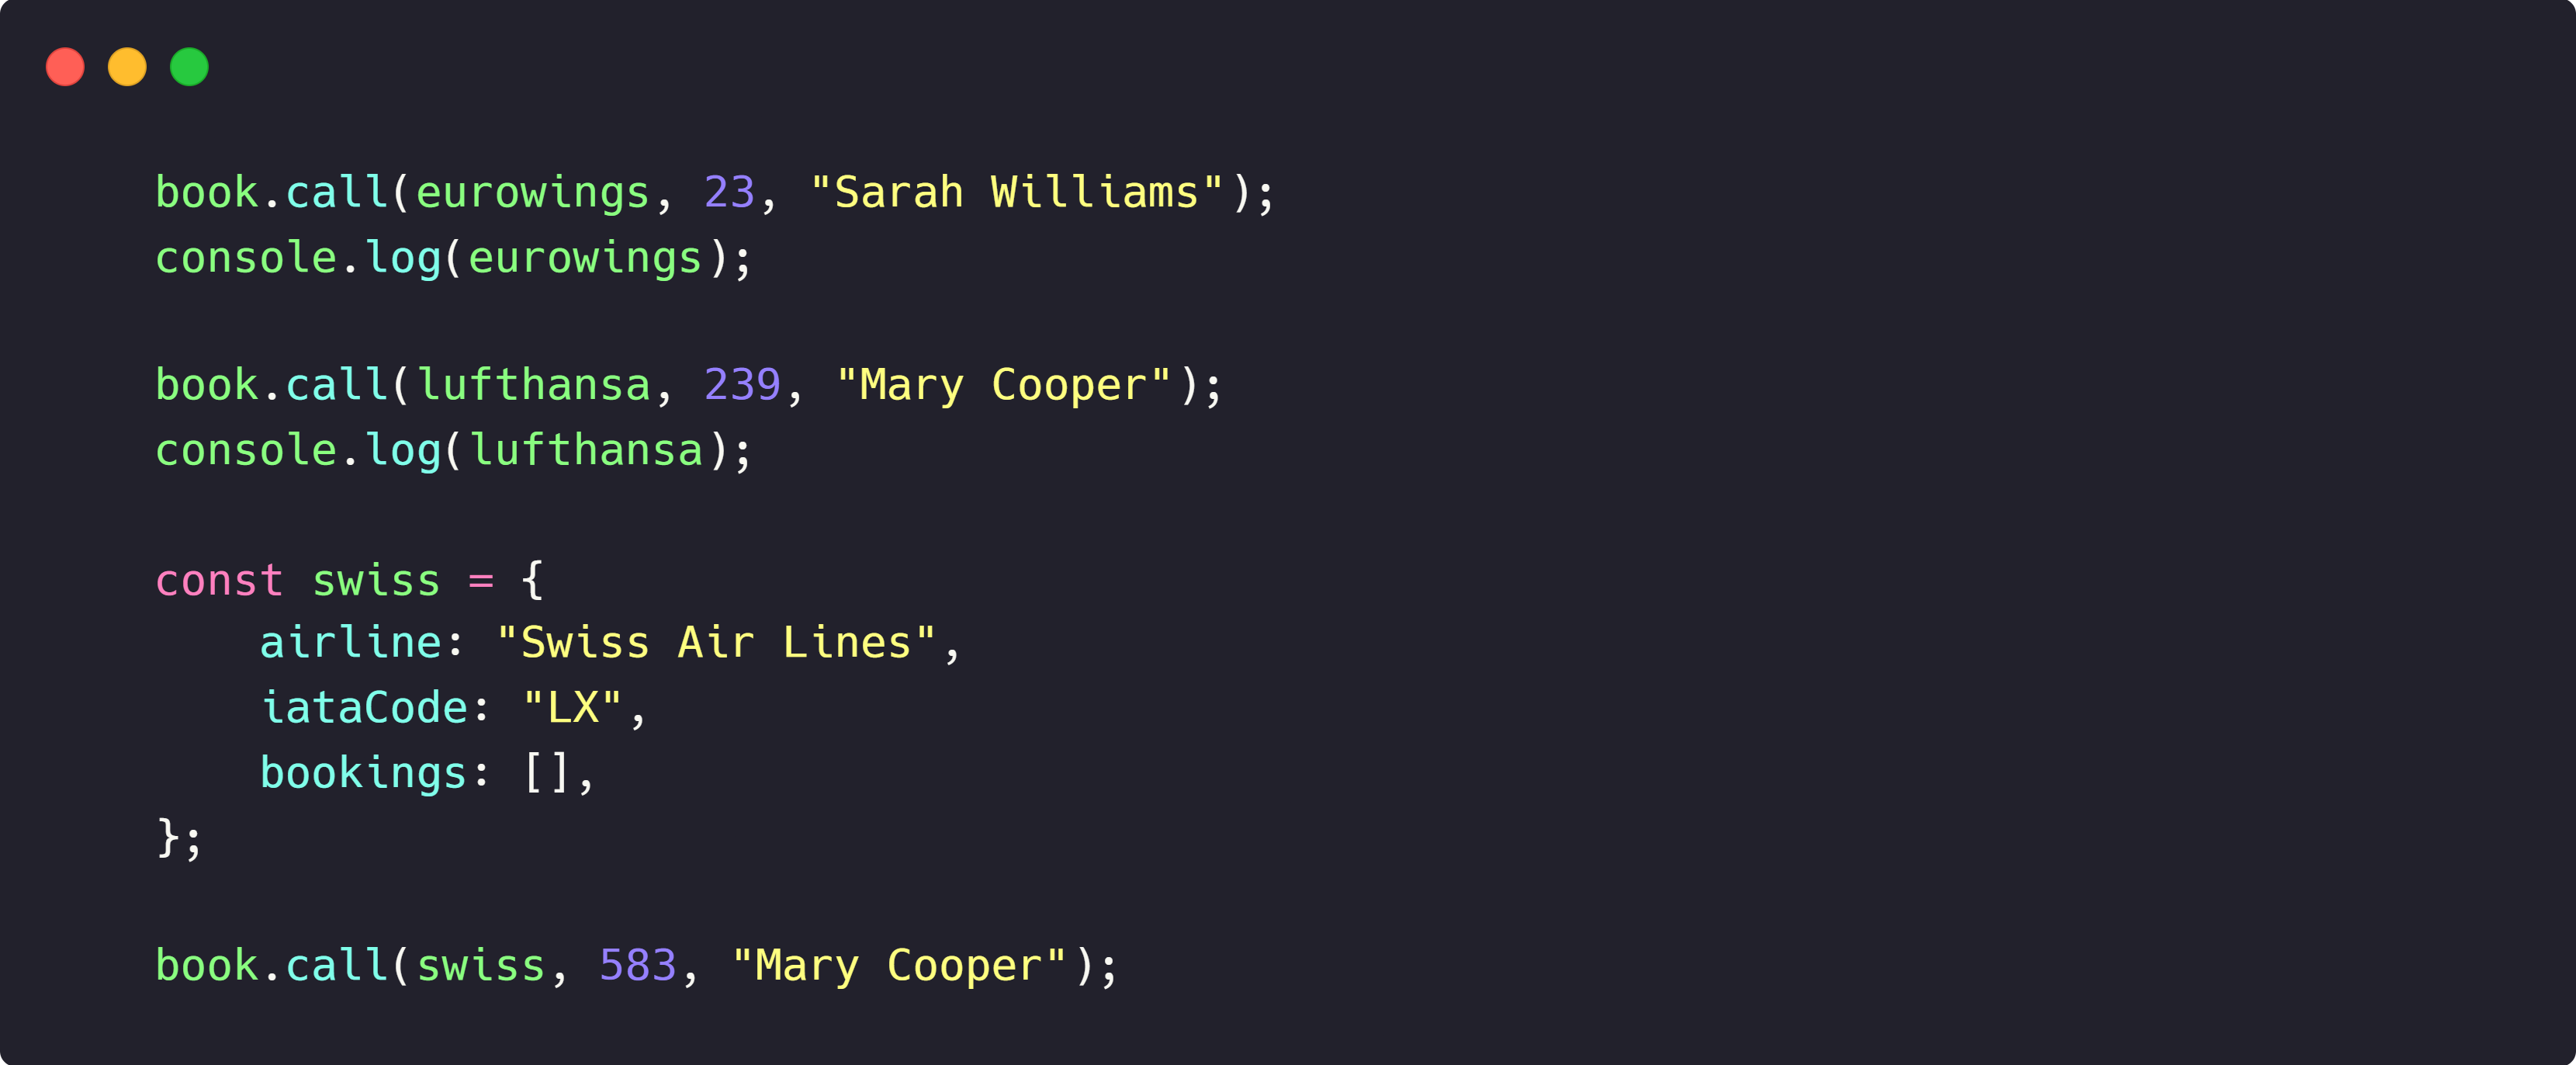 book.call(eurowings, 23, "Sarah Williams");
console.log(eurowings);
book.call(lufthansa, 239, "Mary Cooper");
console.log(lufthansa);
const swiss = {
    airline: "Swiss Air Lines",
    iataCode: "LX",
    bookings: [],
};
book.call(swiss, 583, "Mary Cooper");